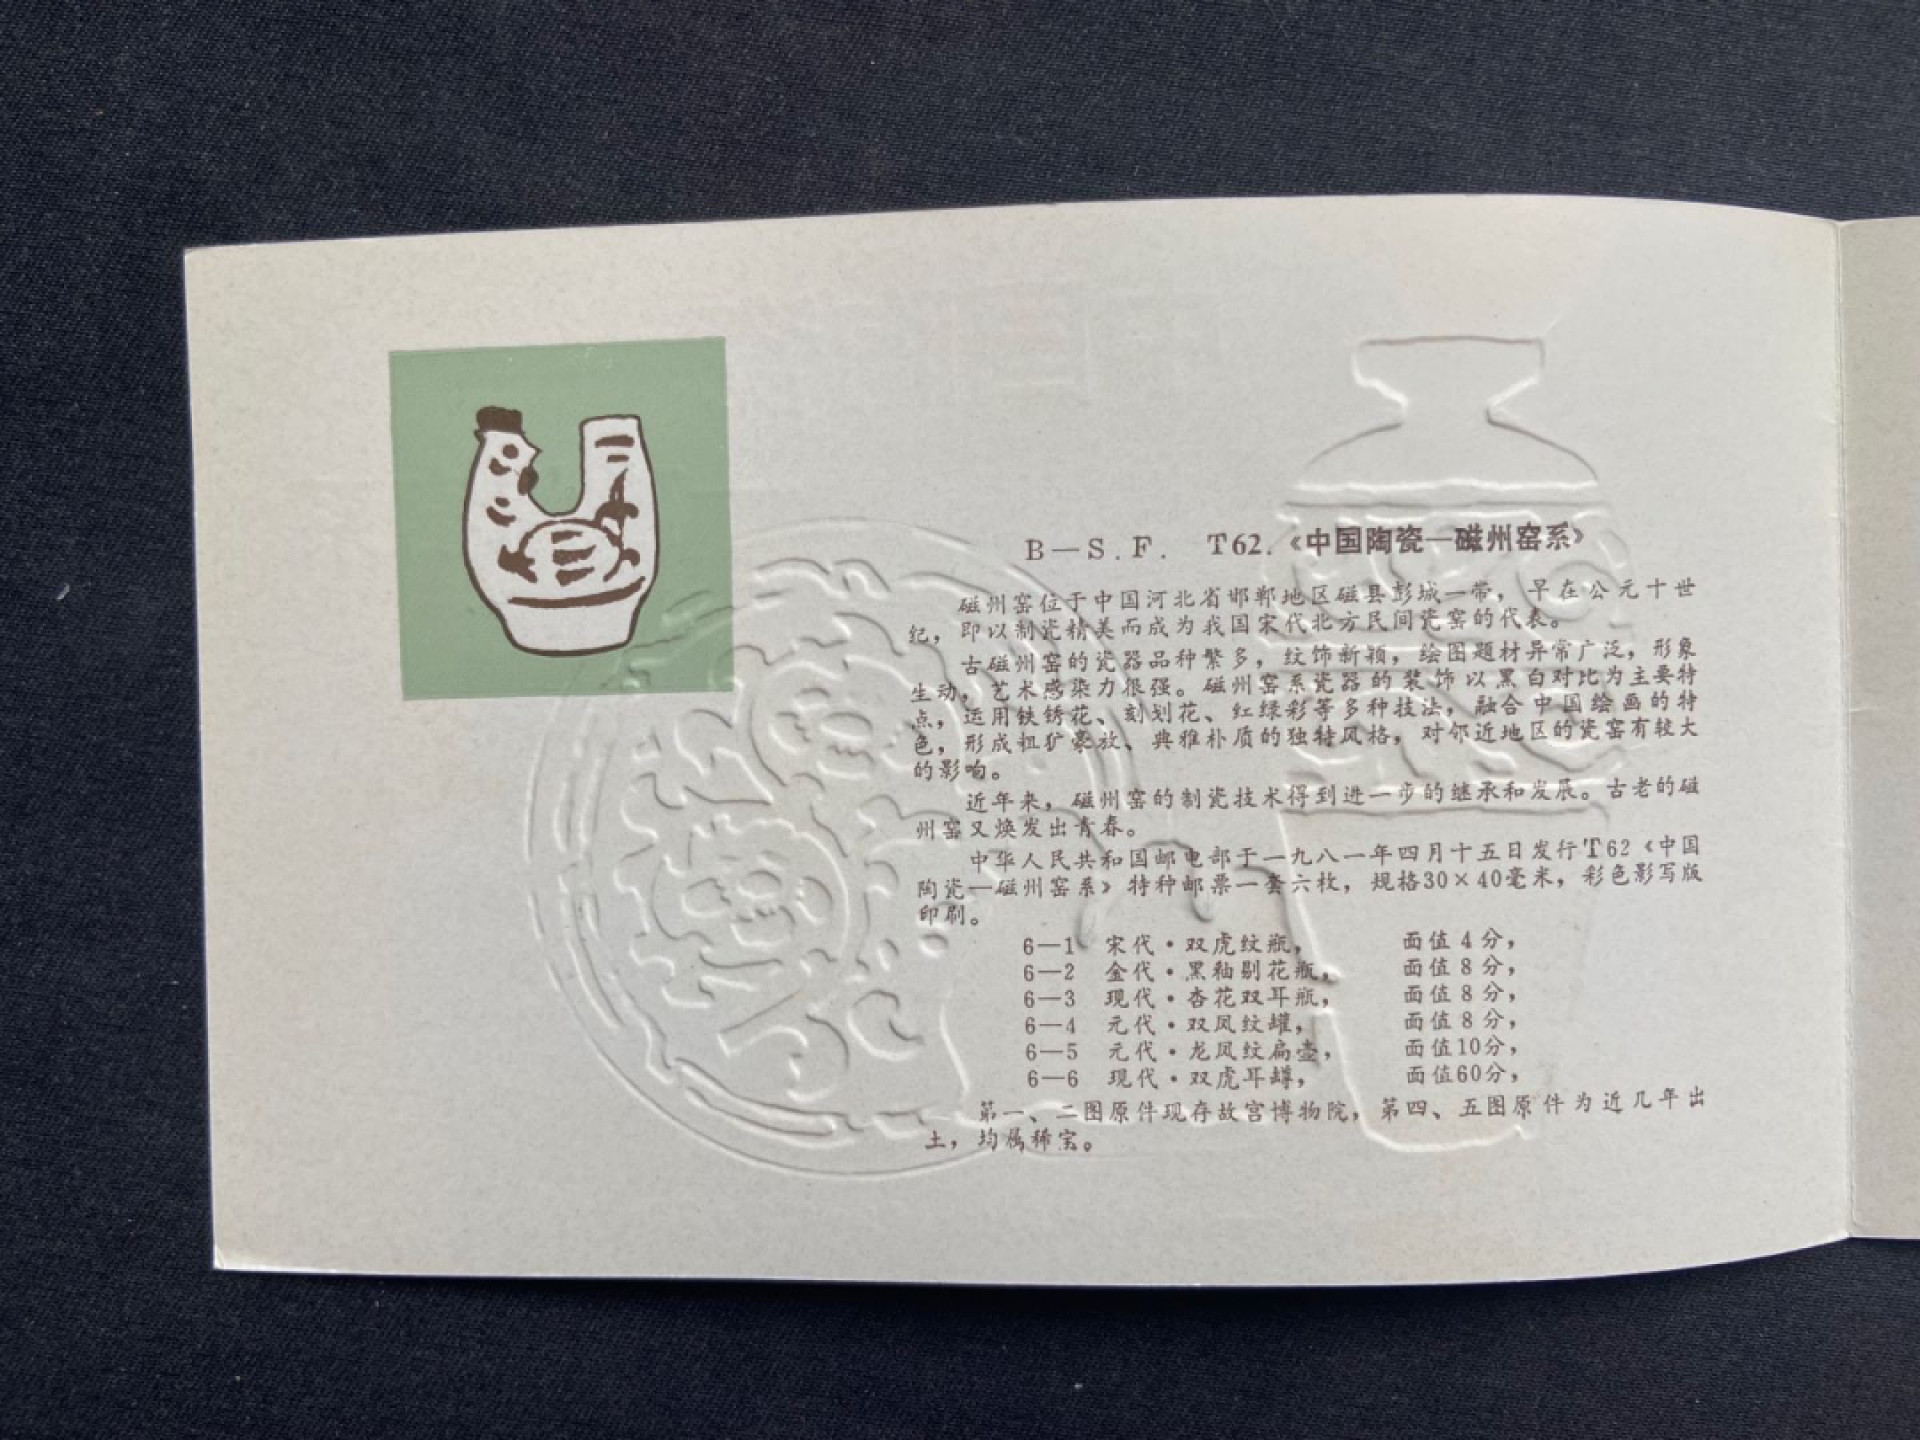 B—S.F. T62.《中国陶瓷—磁州窑系》
磁州窑位于中国河北省邯郸地区磁县彭城一带，早在公元十世
纪，即以制瓷精美而成为我国宋代北方民间瓷窑的代表。
古磁州窑的瓷器品种繁多，纹饰新颖，绘图题材异常广泛，形象
生动，艺术感染力很强。磁州窑系瓷器的装饰以黑白对比为主要特
点，运用铁锈花、刻划花、红绿彩等多种技法，融合中国绘画的特
色，形成粗犷豪放、典雅朴质的独特风格，对邻近地区的瓷窑有较大
的影响。
近年来，磁州窑的制瓷技术得到进一步的继承和发展。古老的磁
州窑又焕发出青春。
中华人民共和国邮电部于一九八一年四月十五日发行T62《中国
陶瓷—磁州窑系》特种邮票一套六枚，规格30×40毫米，彩色影写版
印刷。
6—1 宋代·双虎纹瓶， 面值4分，
6—2 金代·黑釉剔花瓶， 面值8分，
6—3 现代·杏花双耳瓶， 面值8分，
6—4 元代·双凤纹罐， 面值8分，
6—5 元代·龙凤纹扁壶， 面值10分，
6—6 现代·双虎耳罇， 面值60分，
第一、二图原件现存故宫博物院，第四、五图原件为近几年出
土，均属稀宝。